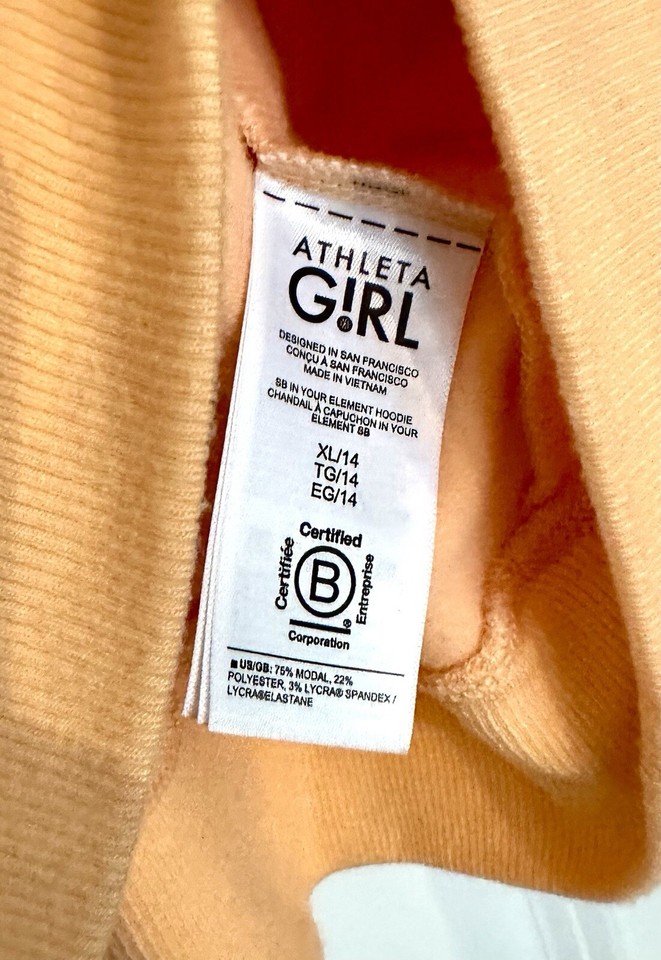 ATHLETA
G!RL
DESIGNED IN SAN FRANCISCO
CONÇU À SAN FRANCISCO
MADE IN VIETNAM
SB IN YOUR ELEMENT HOODIE
CHANDAIL À CAPUCHON IN YOUR
ELEMENT SB
XL/14
TG/14
EG/14
Certified
Certifiée
B
Entreprise
®
Corporation
■ US/GB: 75% MODAL, 22%
POLYESTER, 3% LYCRA® SPANDEX /
LYCRA®ELASTANE